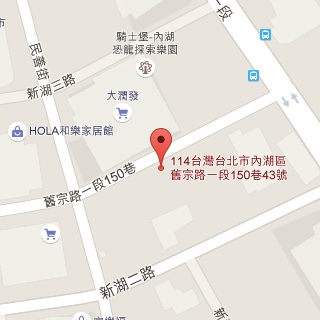 騎士堡-內湖
恐龍探索樂園
一段
民善街
新湖三路
大潤發
HOLA和樂家居館
114台灣台北市內湖區
舊宗路一段150巷43號
舊宗路一段150巷
新湖二路